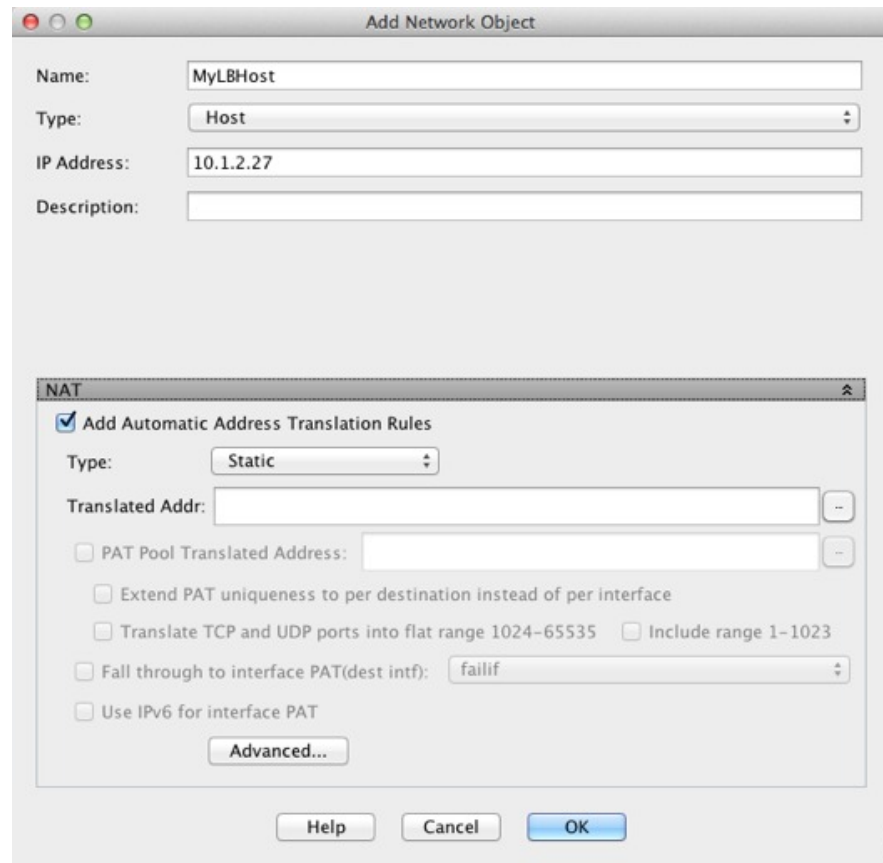 Add Network Object
Name: MyLBHost
Type: Host
IP Address: 10.1.2.27
Description:
NAT
Add Automatic Address Translation Rules
Type: Static
Translated Addr: ...
PAT Pool Translated Address: ...
Extend PAT uniqueness to per destination instead of per interface
Translate TCP and UDP ports into flat range 1024-65535 Include range 1-1023
Fall through to interface PAT(dest intf): failif
Use IPv6 for interface PAT
Advanced...
Help Cancel OK